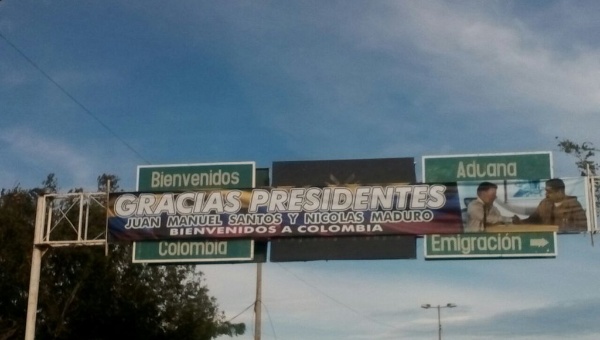 Bienvenidos
Aduana
GRACIAS PRESIDENTES
JUAN MANUEL SANTOS Y NICOLAS MADURO
BIENVENIDOS A COLOMBIA
Colombia
Emigración